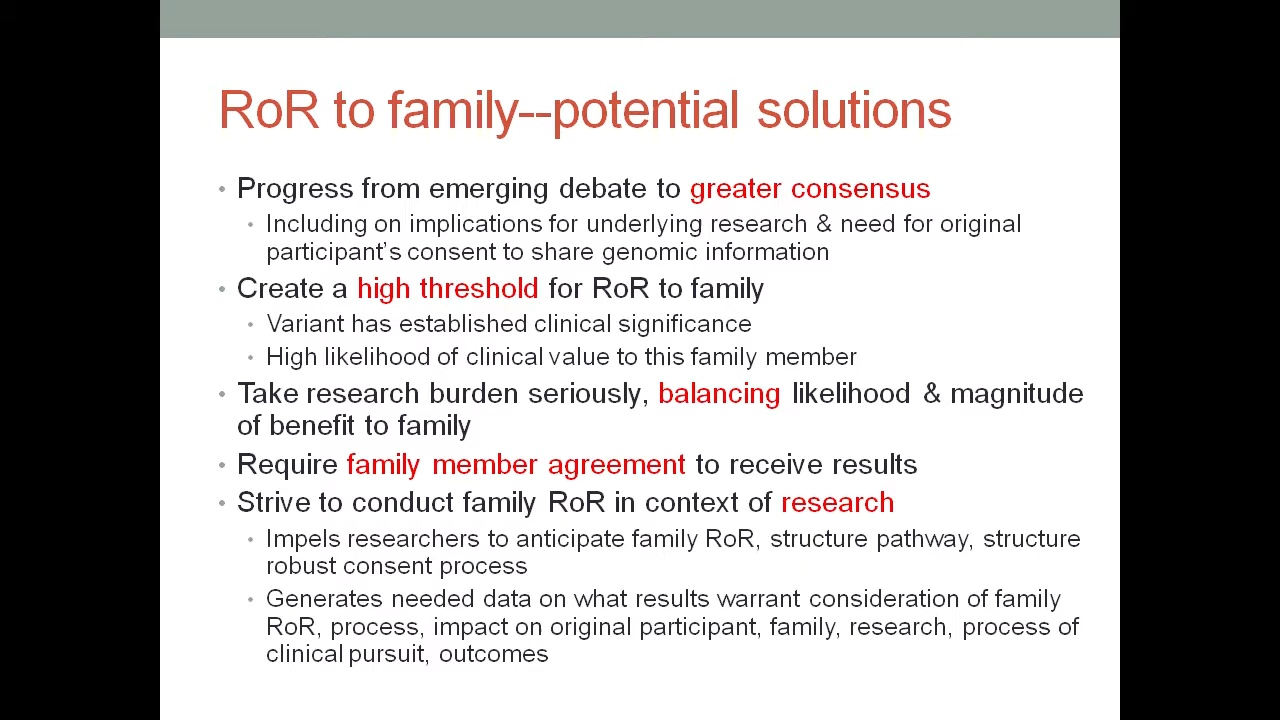 RoR to family--potential solutions
• Progress from emerging debate to greater consensus
• Including on implications for underlying research & need for original
participant's consent to share genomic information
• Create a high threshold for RoR to family
• Variant has established clinical significance
• High likelihood of clinical value to this family member
• Take research burden seriously, balancing likelihood & magnitude
of benefit to family
• Require family member agreement to receive results
• Strive to conduct family RoR in context of research
• Impels researchers to anticipate family RoR, structure pathway, structure
robust consent process
• Generates needed data on what results warrant consideration of family
RoR, process, impact on original participant, family, research, process of
clinical pursuit, outcomes